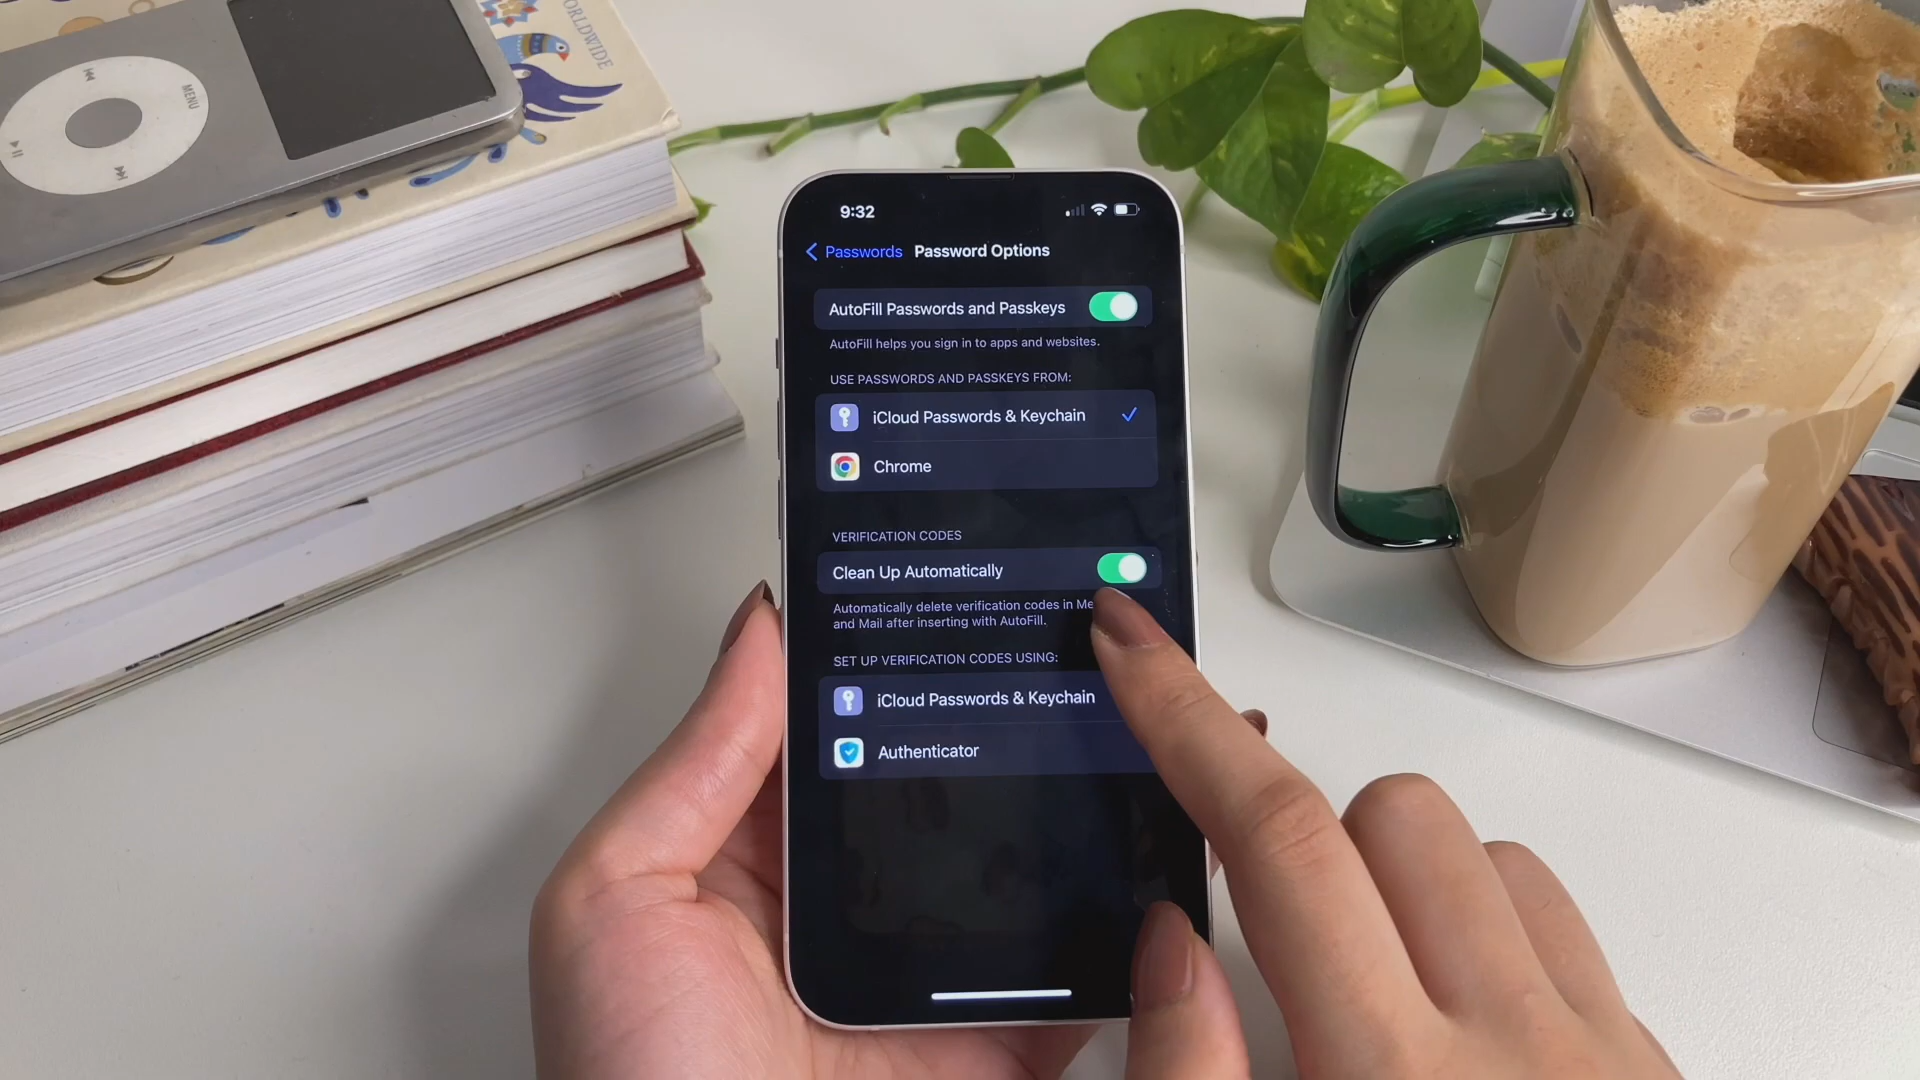 MENU
WORLDWIDE
9:32
Passwords
Password Options
AutoFill Passwords and Passkeys
AutoFill helps you sign in to apps and websites.
USE PASSWORDS AND PASSKEYS FROM:
iCloud Passwords & Keychain
Chrome
VERIFICATION CODES
Clean Up Automatically
Automatically delete verification codes in Me
and Mail after inserting with AutoFill.
SET UP VERIFICATION CODES USING:
iCloud Passwords & Keychain
Authenticator